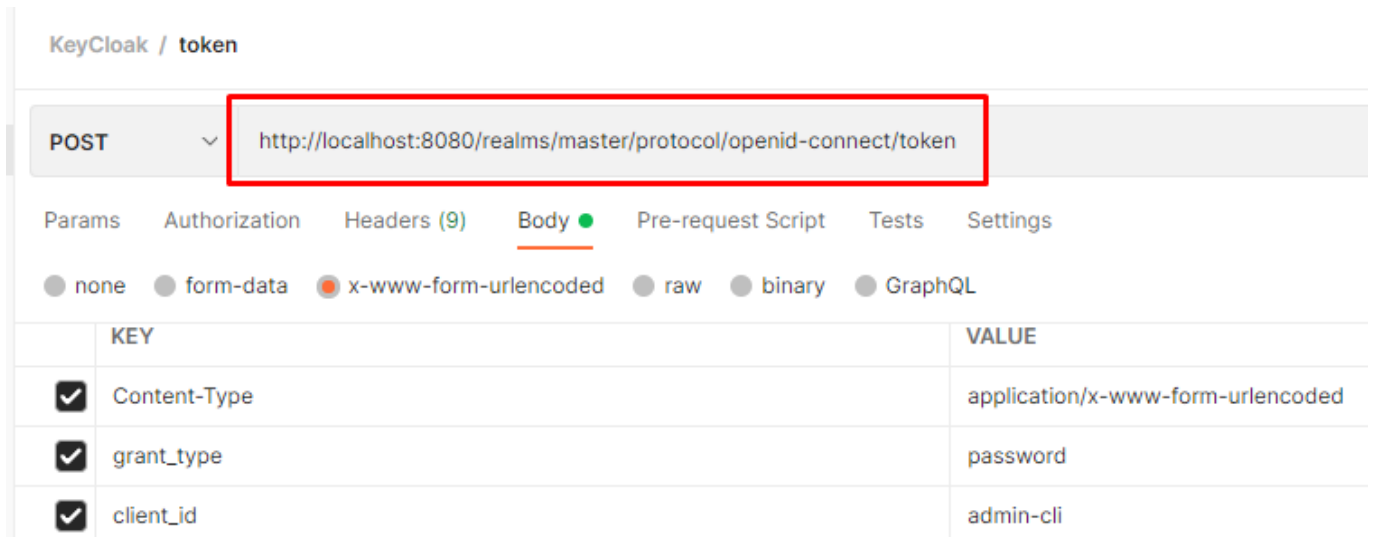 KeyCloak / token
POST http://localhost:8080/realms/master/protocol/openid-connect/token
Params Authorization Headers (9) Body Pre-request Script Tests Settings
none form-data x-www-form-urlencoded raw binary GraphQL
KEY VALUE
Content-Type application/x-www-form-urlencoded
grant_type password
client_id admin-cli